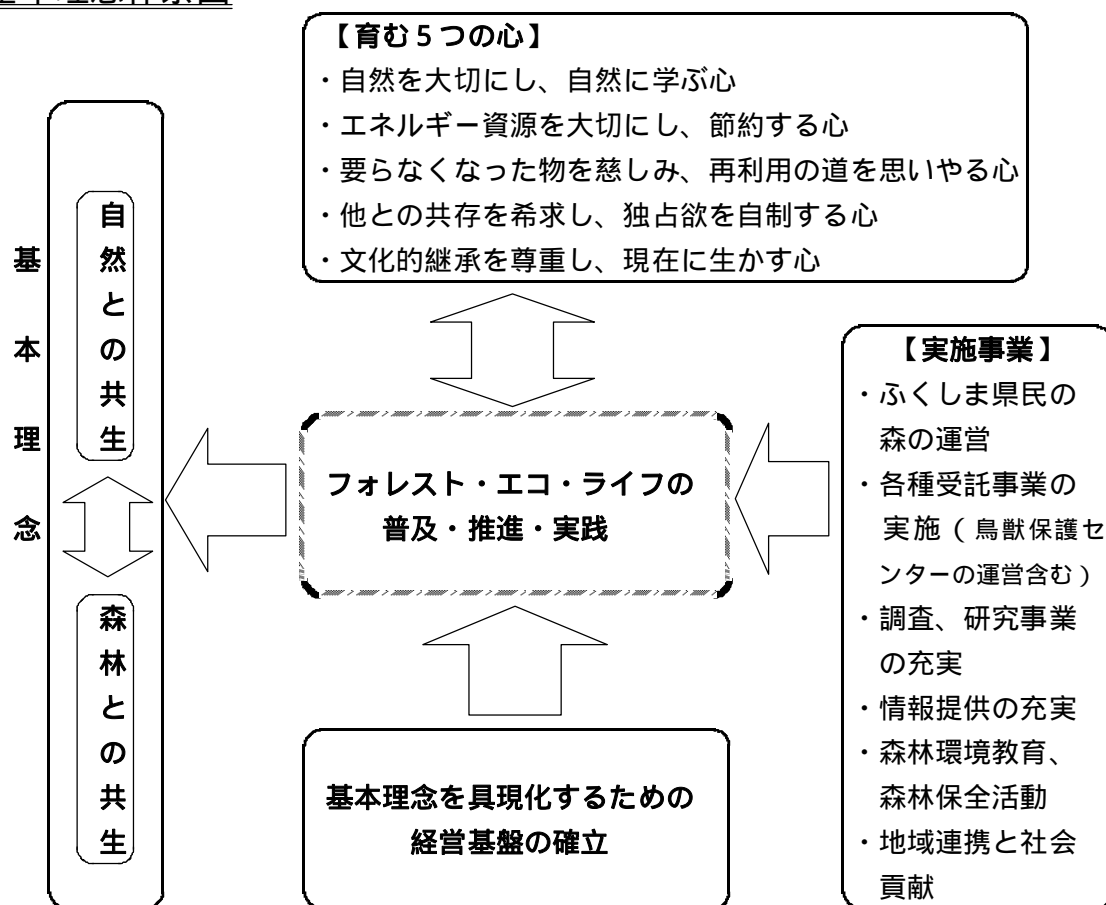 【育む５つの心】
・自然を大切にし、自然に学ぶ心
・エネルギー資源を大切にし、節約する心
・要らなくなった物を慈しみ、再利用の道を思いやる心
・他との共存を希求し、独占欲を自制する心
・文化的継承を尊重し、現在に生かす心
基本理念
自然との共生
森林との共生
フォレスト・エコ・ライフの
普及・推進・実践
基本理念を具現化するための
経営基盤の確立
【実施事業】
・ふくしま県民の
森の運営
・各種受託事業の
実施（鳥獣保護セ
ンターの運営含む）
・調査、研究事業
の充実
・情報提供の充実
・森林環境教育、
森林保全活動
・地域連携と社会
貢献